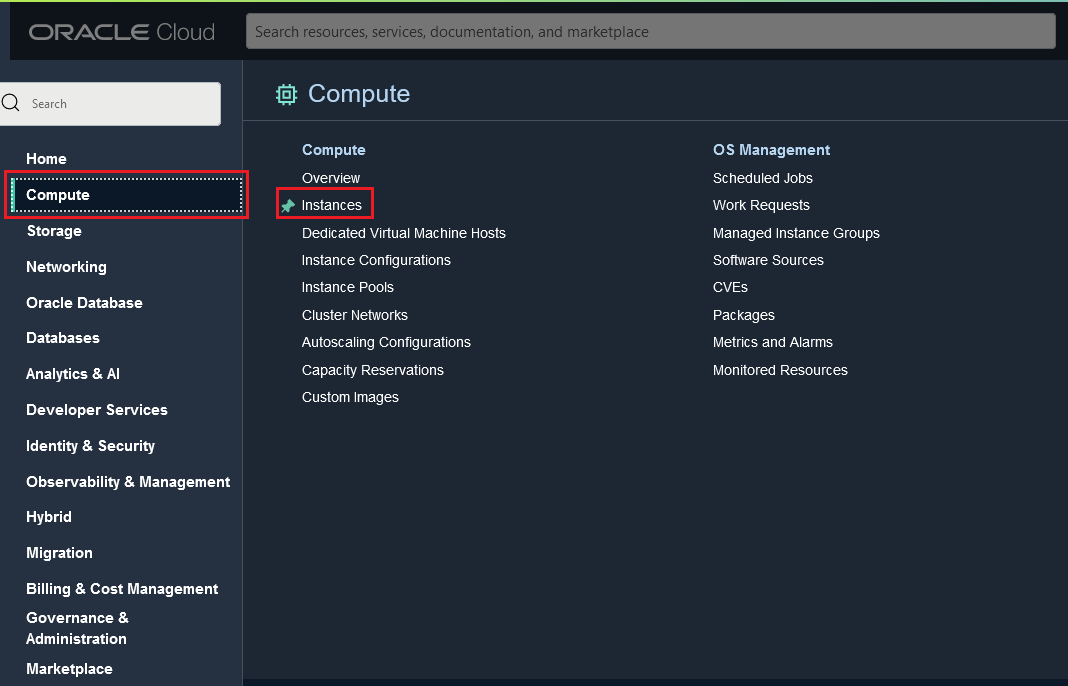 ORACLE Cloud
Search resources, services, documentation, and marketplace
Search
Home
Compute
Storage
Networking
Oracle Database
Databases
Analytics & AI
Developer Services
Identity & Security
Observability & Management
Hybrid
Migration
Billing & Cost Management
Governance &
Administration
Marketplace
Compute
Compute
Overview
Instances
Dedicated Virtual Machine Hosts
Instance Configurations
Instance Pools
Cluster Networks
Autoscaling Configurations
Capacity Reservations
Custom Images
OS Management
Scheduled Jobs
Work Requests
Managed Instance Groups
Software Sources
CVEs
Packages
Metrics and Alarms
Monitored Resources